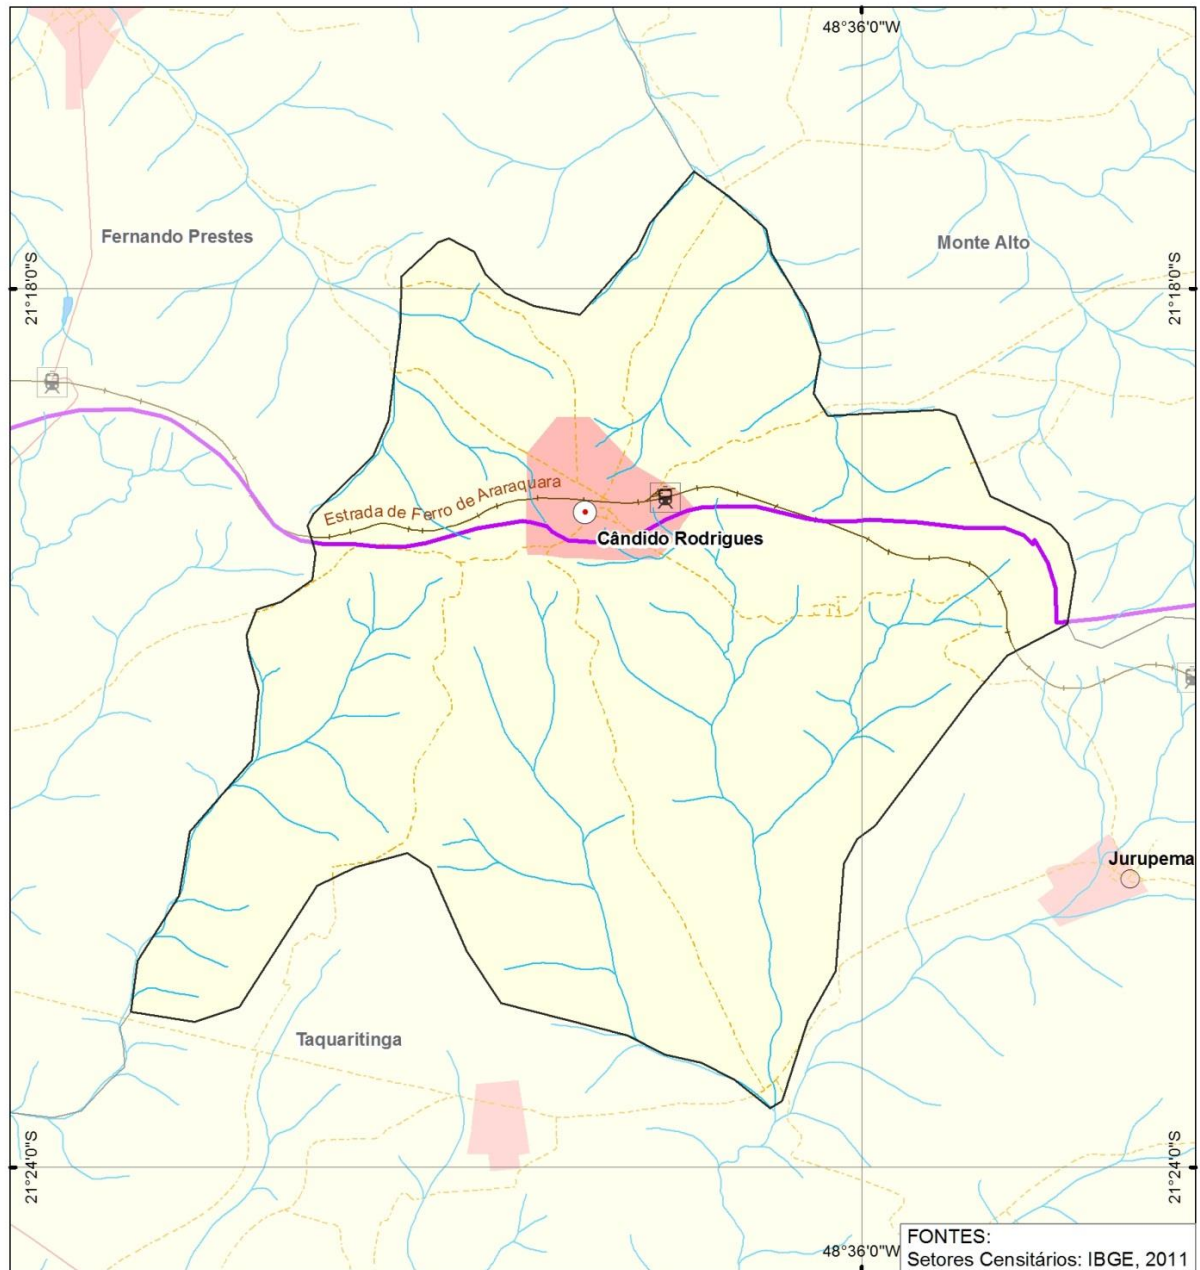 48°36'0"W
Fernando Prestes
Monte Alto
21°18'0"S
21°18'0"S
Estrada de Ferro de Araraquara
Cândido Rodrigues
Jurupema
Taquaritinga
21°24'0"S
21°24'0"S
48°36'0"W
FONTES:
Setores Censitários: IBGE, 2011